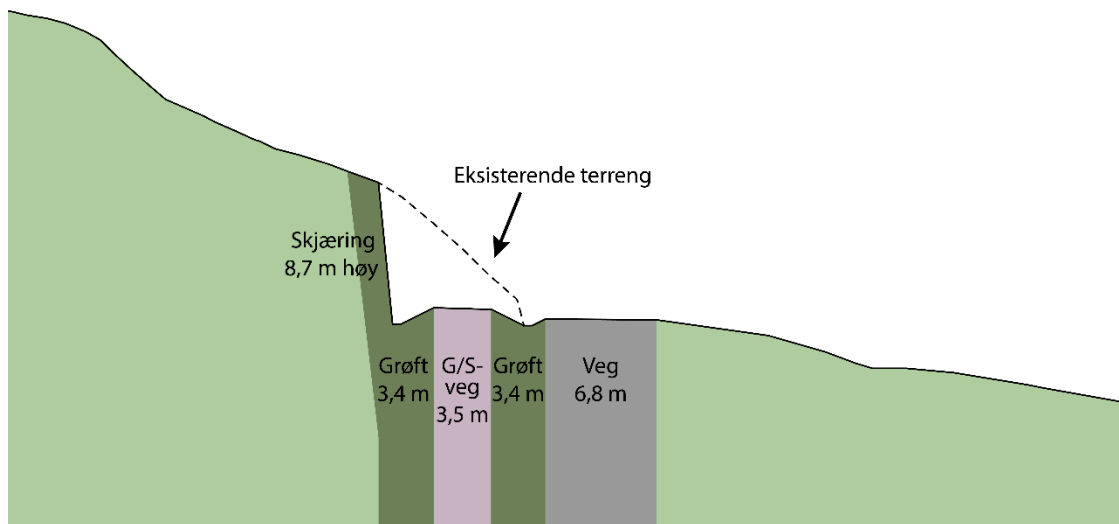 Eksisterende terreng
Skjæring
8,7 m høy
Grøft
3,4 m
G/S-
veg
3,5 m
Grøft
3,4 m
Veg
6,8 m